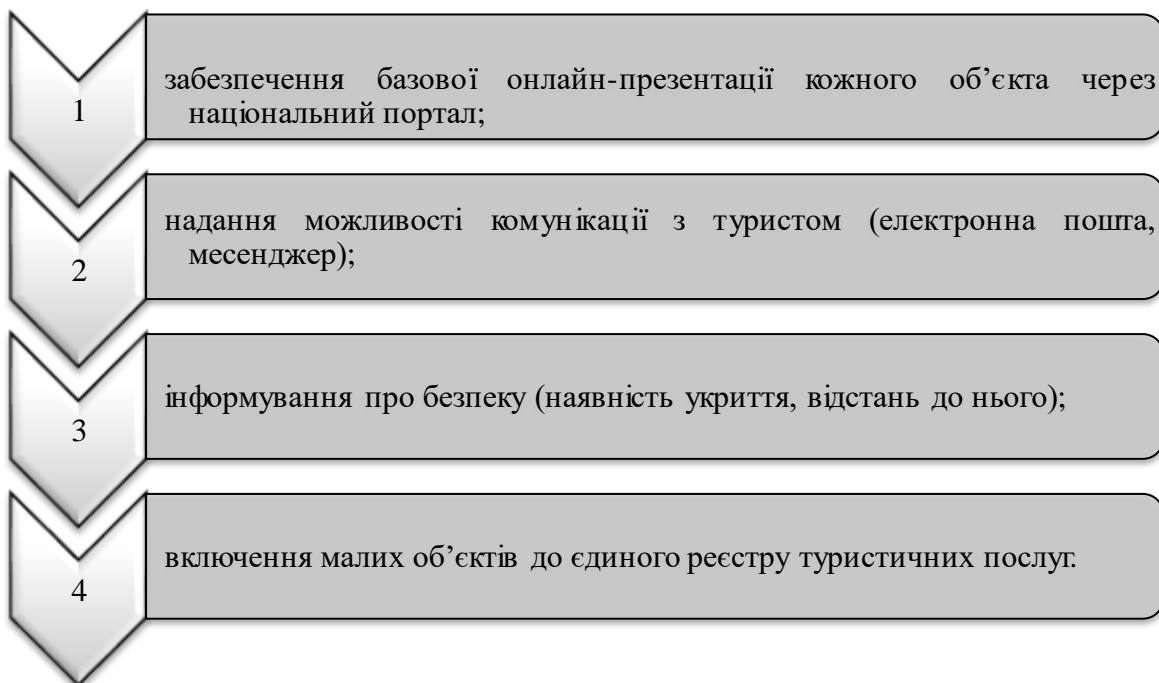 1
забезпечення базової онлайн-презентації кожного об’єкта через
національний портал;
2
надання можливості комунікації з туристом (електронна пошта,
месенджер);
3
інформування про безпеку (наявність укриття, відстань до нього);
4
включення малих об’єктів до єдиного реєстру туристичних послуг.